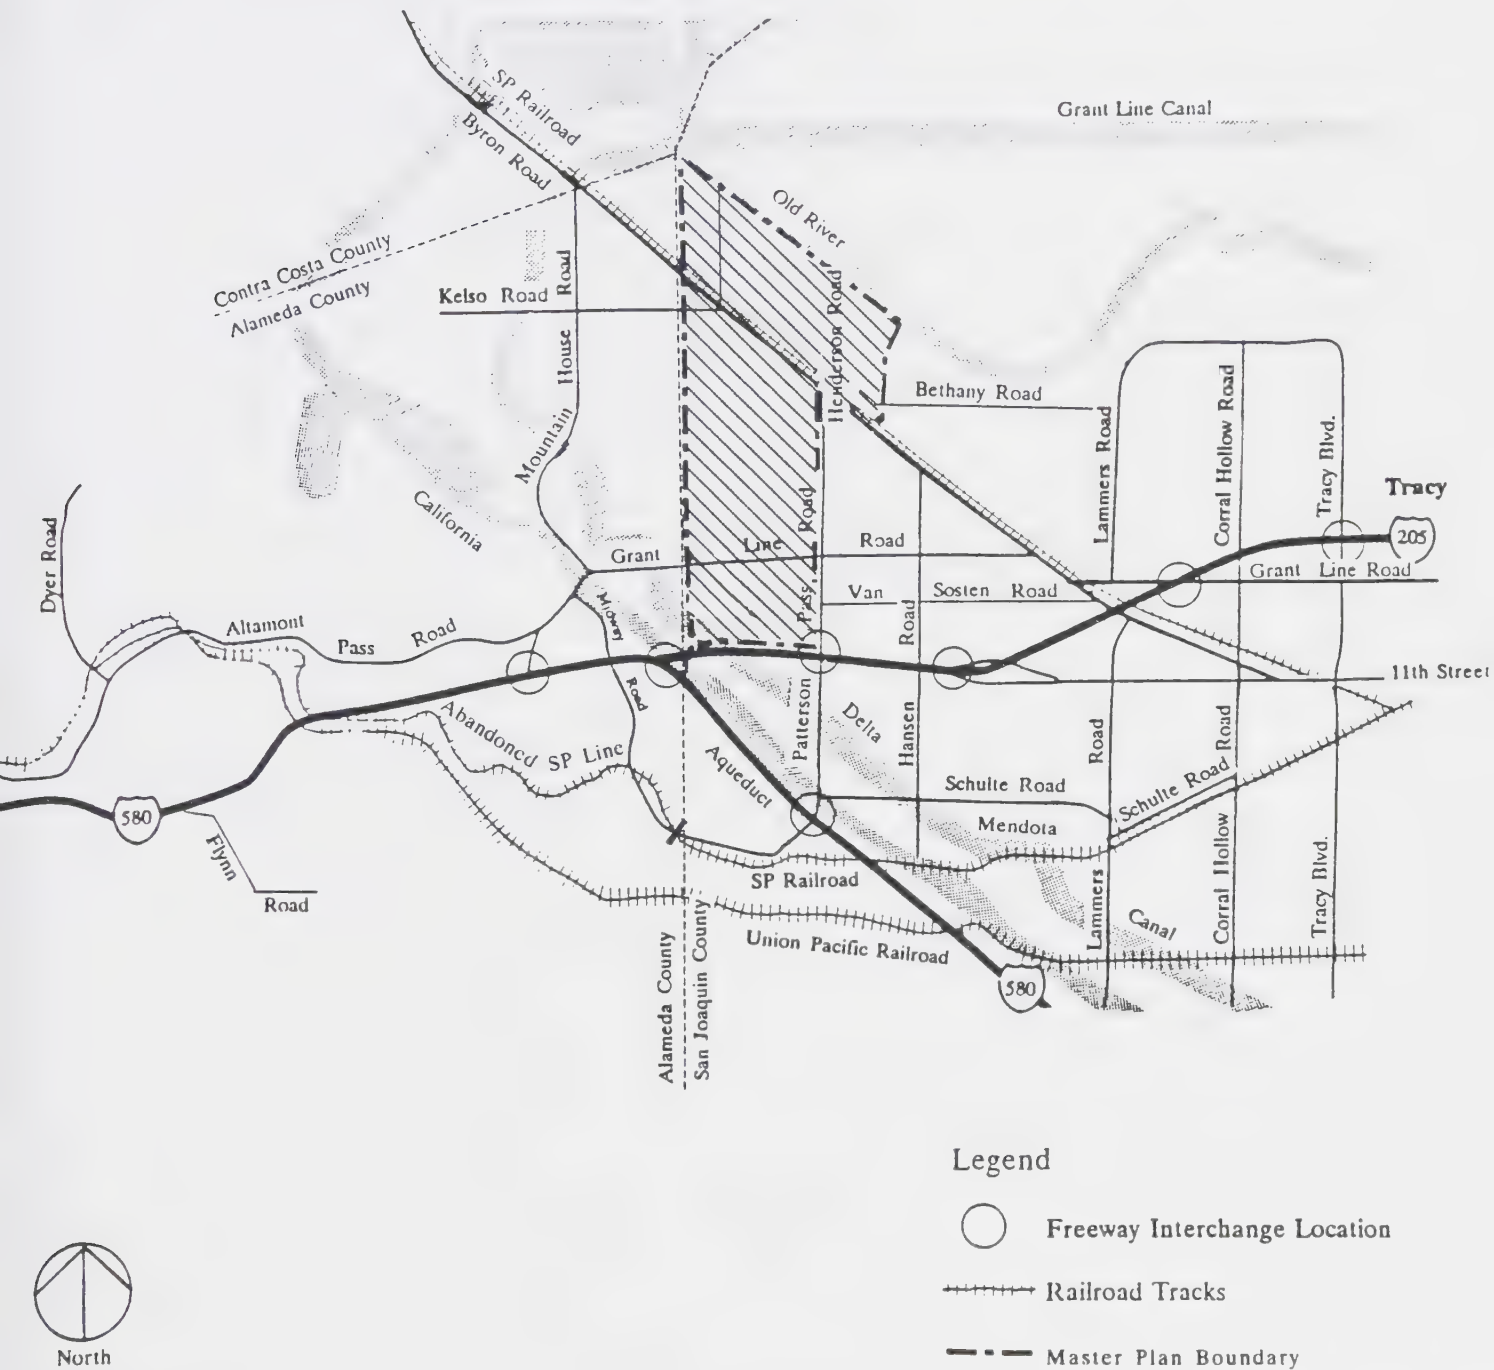 SP Railroad
Byron Road
Grant Line Canal
Old River
Contra Costa County
Alameda County
Kelso Road
Mountain House Road
Henderson Road
Bethany Road
Lammers Road
Corral Hollow Road
Tracy Blvd.
Tracy
205
California
Dyer Road
Grant Line Road
Grant Line Road
Van Sosten Road
Altamont Pass Road
Midway Road
Patterson Pass Road
Hansen Road
11th Street
Abandoned SP Line
Aqueduct
Delta
Schulte Road
Schulte Road
Mendota
580
Flynn Road
SP Railroad
Union Pacific Railroad
Canal
Lammers Road
Corral Hollow Road
Tracy Blvd.
580
Alameda County
San Joaquin County
Legend
Freeway Interchange Location
Railroad Tracks
Master Plan Boundary
North